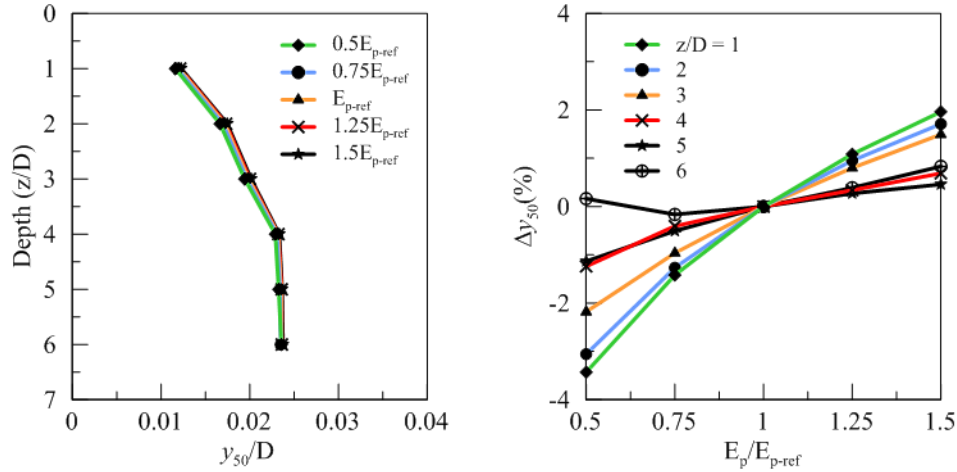 0
1
2
3
4
5
6
7
Depth (z/D)
0
0.01
0.02
0.03
0.04
y50/D
0.5Ep-ref
0.75Ep-ref
Ep-ref
1.25Ep-ref
1.5Ep-ref
4
2
0
-2
-4
Δy50(%)
0.5
0.75
1
1.25
1.5
Ep/Ep-ref
z/D = 1
2
3
4
5
6